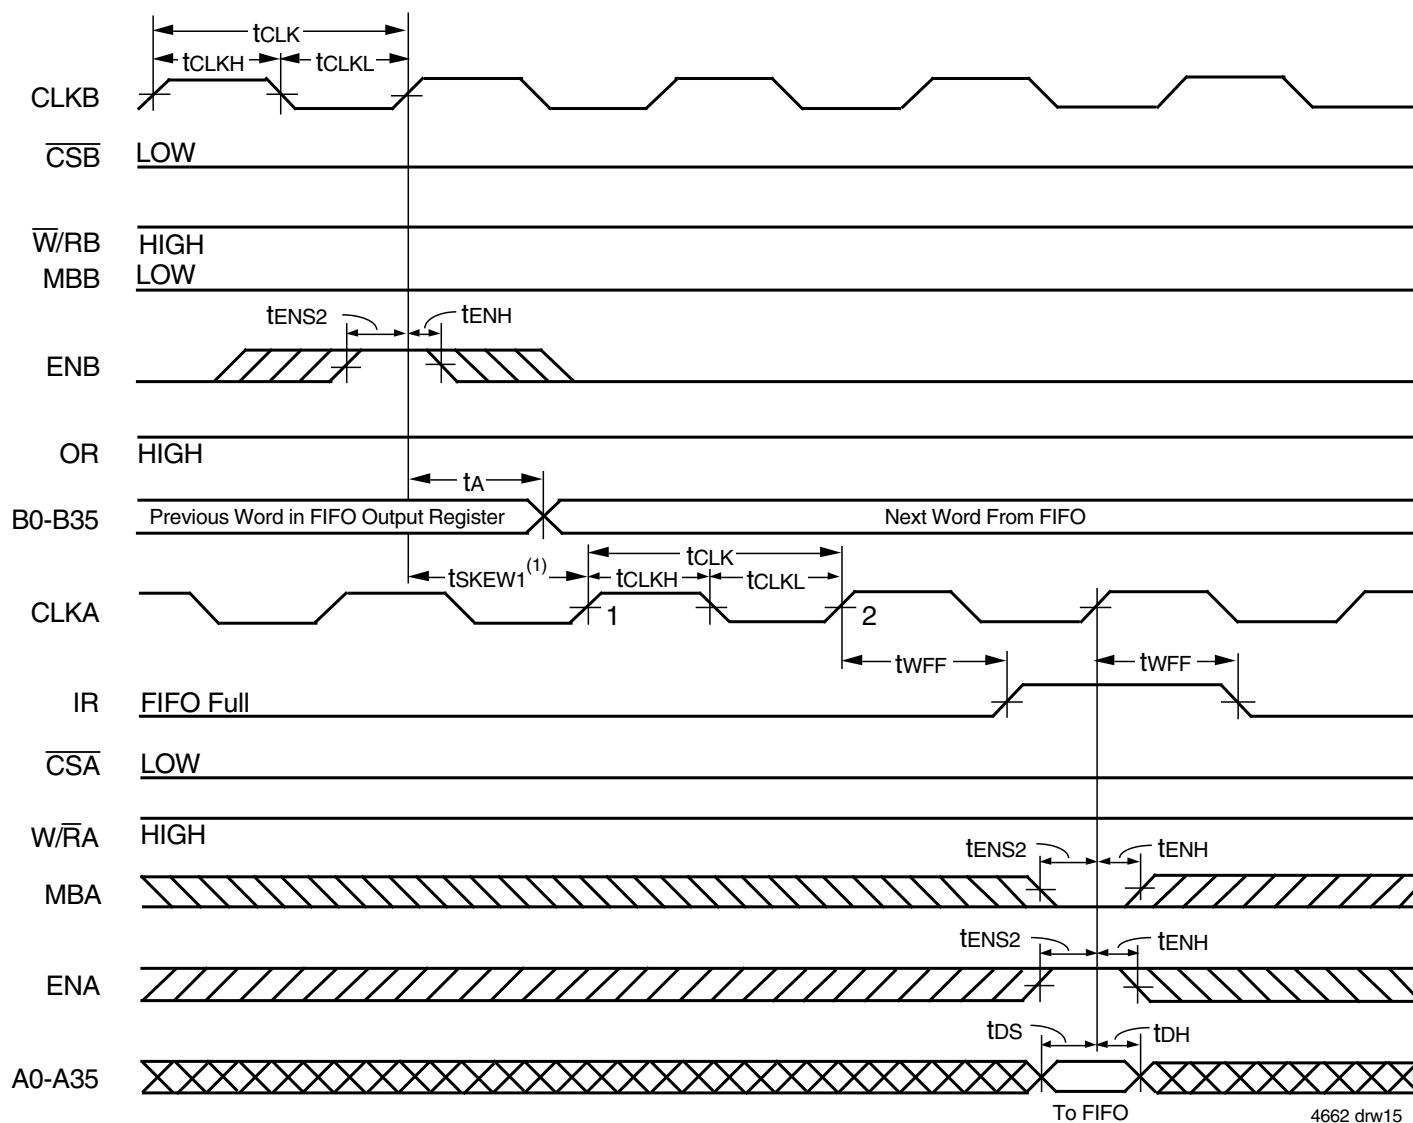 tCLK
tCLKH tCLKL
CLKB
CSB LOW
W/RB HIGH
MBB LOW
tENS2 tENH
ENB
OR HIGH
tA
B0-B35 Previous Word in FIFO Output Register Next Word From FIFO
tCLK
tSKEW1(1) tCLKH tCLKL
CLKA 1 2
tWFF tWFF
IR FIFO Full
CSA LOW
W/RA HIGH
tENS2 tENH
MBA
tENS2 tENH
ENA
tDS tDH
A0-A35
To FIFO
4662 drw15